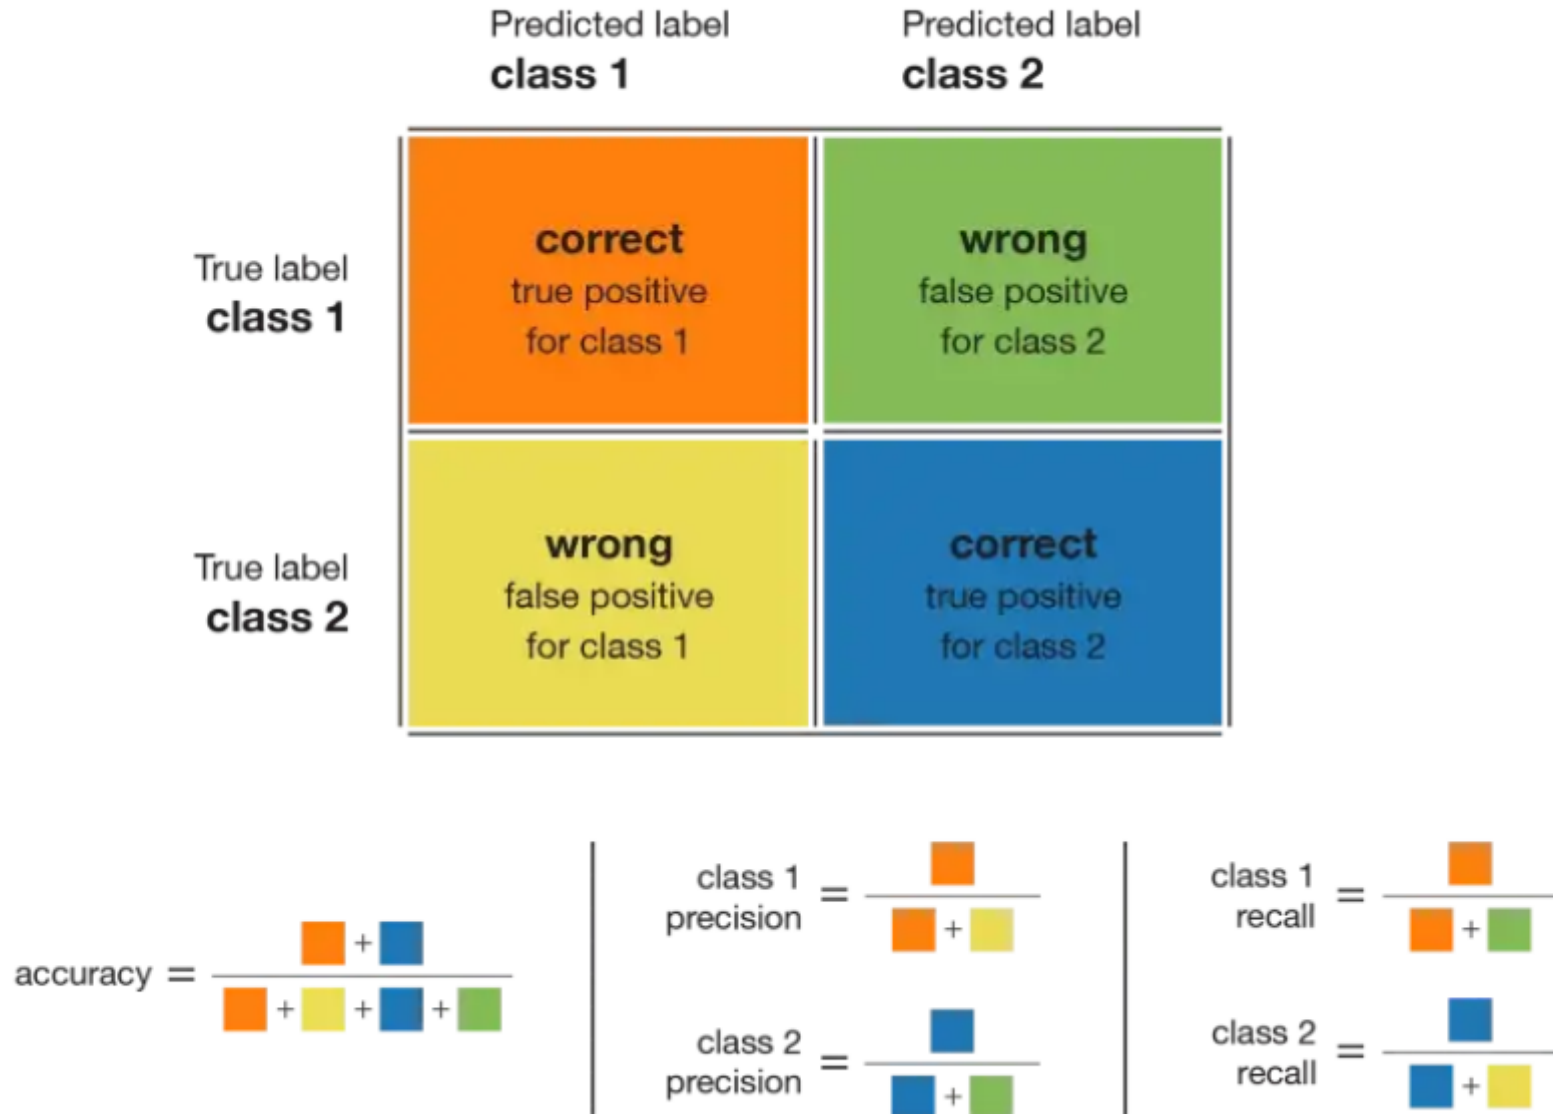 Predicted label
class 1
Predicted label
class 2
True label
class 1
correct
true positive
for class 1
wrong
false positive
for class 2
True label
class 2
wrong
false positive
for class 1
correct
true positive
for class 2
accuracy =
+
+ + +
class 1
precision =
+
class 2
precision =
+
class 1
recall =
+
class 2
recall =
+